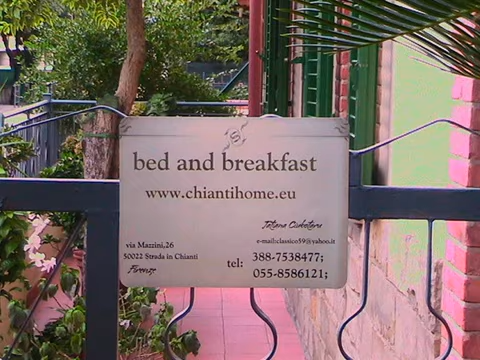 S
bed and breakfast
www.chiantihome.eu
Tatiana
e-mail:classico59@yahoo.it
via Mazzini,26
50022 Strada in Chianti
Firenze
tel: 388-7538477;
055-8586121;